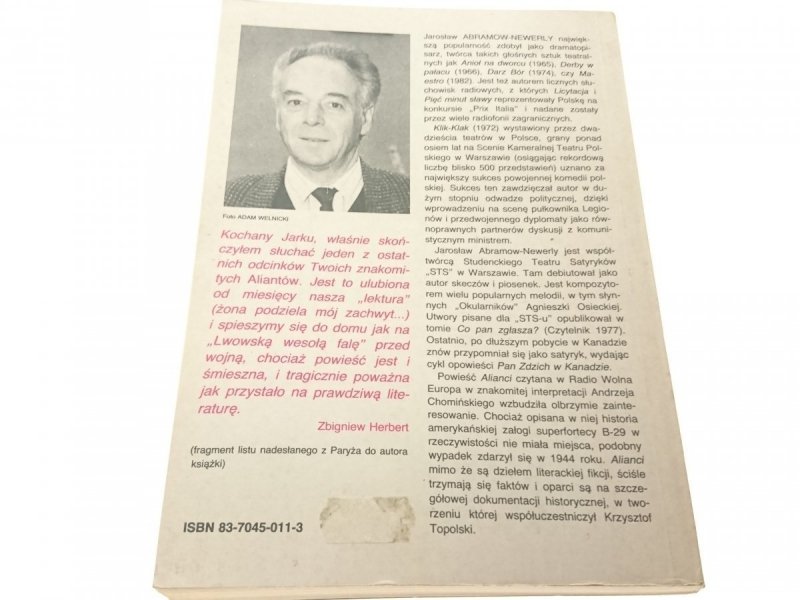 Foto ADAM WELNICKI
Kochany Jarku, właśnie skoń-
czyłem słuchać jeden z ostat-
nich odcinków Twoich znakomi-
tych Aliantów. Jest to ulubiona
od miesięcy nasza „lektura”
(żona podziela mój zachwyt...)
i spieszymy się do domu jak na
„Lwowską wesołą falę” przed
wojną, chociaż powieść jest i
śmieszna, i tragicznie poważna
jak przystało na prawdziwą lite-
raturę.
Zbigniew Herbert
(fragment listu nadesłanego z Paryża do autora
książki)
ISBN 83-7045-011-3
Jarosław ABRAMOW-NEWERLY najwięk-
szą popularność zdobył jako dramatopi-
sarz, twórca takich głośnych sztuk teatral-
nych jak Anioł na dworcu (1965), Derby w
pałacu (1966), Darz Bór (1974), czy Ma-
estro (1982). Jest też autorem licznych słu-
chowisk radiowych, z których Licytacja i
Pięć minut sławy reprezentowały Polskę na
konkursie „Prix Italia” i nadane zostały
przez wiele radiofonii zagranicznych.
Klik-Klak (1972) wystawiony przez dwa-
dzieścia teatrów w Polsce, grany ponad
osiem lat na Scenie Kameralnej Teatru Pol-
skiego w Warszawie (osiągając rekordową
liczbę blisko 500 przedstawień) uznano za
największy sukces powojennej komedii pol-
skiej. Sukces ten zawdzięczał autor w du-
żym stopniu odwadze politycznej, dzięki
wprowadzeniu na scenę pułkownika Legio-
nów i przedwojennego dyplomaty jako rów-
noprawnych partnerów dyskusji z komuni-
stycznym ministrem.
Jarosław Abramow-Newerly jest współ-
twórcą Studenckiego Teatru Satyryków
„STS” w Warszawie. Tam debiutował jako
autor skeczów i piosenek. Jest kompozyto-
rem wielu popularnych melodii, w tym słyn-
nych „Okularników” Agnieszki Osieckiej.
Utwory pisane dla „STS-u” opublikował w
tomie Co pan zgłasza? (Czytelnik 1977).
Ostatnio, po dłuższym pobycie w Kanadzie
znów przypomniał się jako satyryk, wydając
cykl opowieści Pan Zdzich w Kanadzie.
Powieść Alianci czytana w Radio Wolna
Europa w znakomitej interpretacji Andrzeja
Chomińskiego wzbudziła olbrzymie zainte-
resowanie. Chociaż opisana w niej historia
amerykańskiej załogi superfortecy B-29 w
rzeczywistości nie miała miejsca, podobny
wypadek zdarzył się w 1944 roku. Alianci
mimo że są dziełem literackiej fikcji, ściśle
trzymają się faktów i oparci są na szcze-
gółowej dokumentacji historycznej, w two-
rzeniu której współuczestniczył Krzysztof
Topolski.